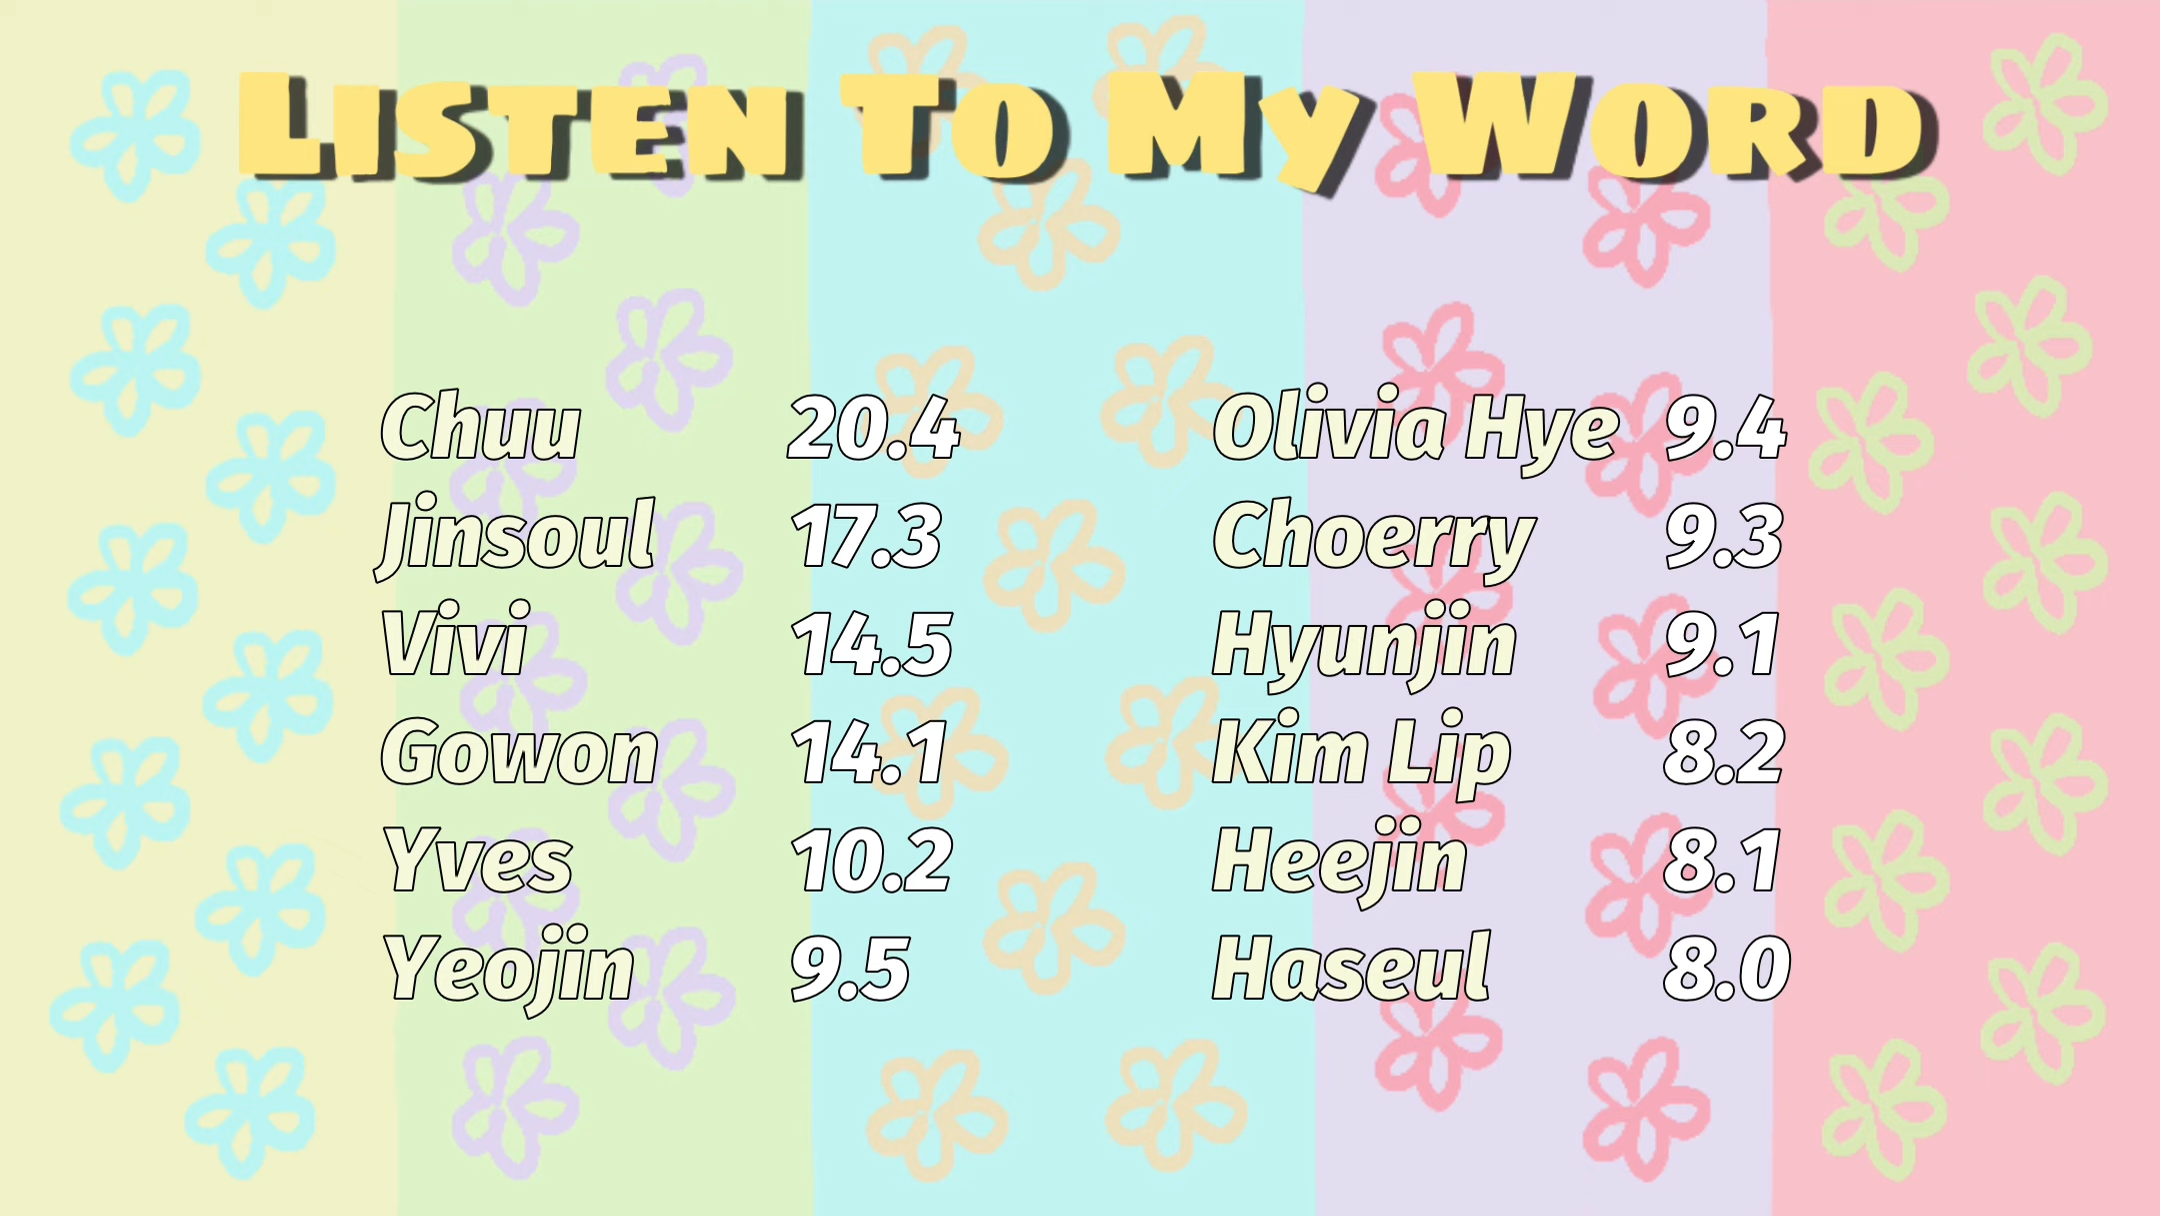 Listen To My Word
Chuu 20.4
Jinsoul 17.3
Vivi 14.5
Gowon 14.1
Yves 10.2
Yeojin 9.5
Olivia Hye 9.4
Choerry 9.3
Hyunjin 9.1
Kim Lip 8.2
Heejin 8.1
Haseul 8.0